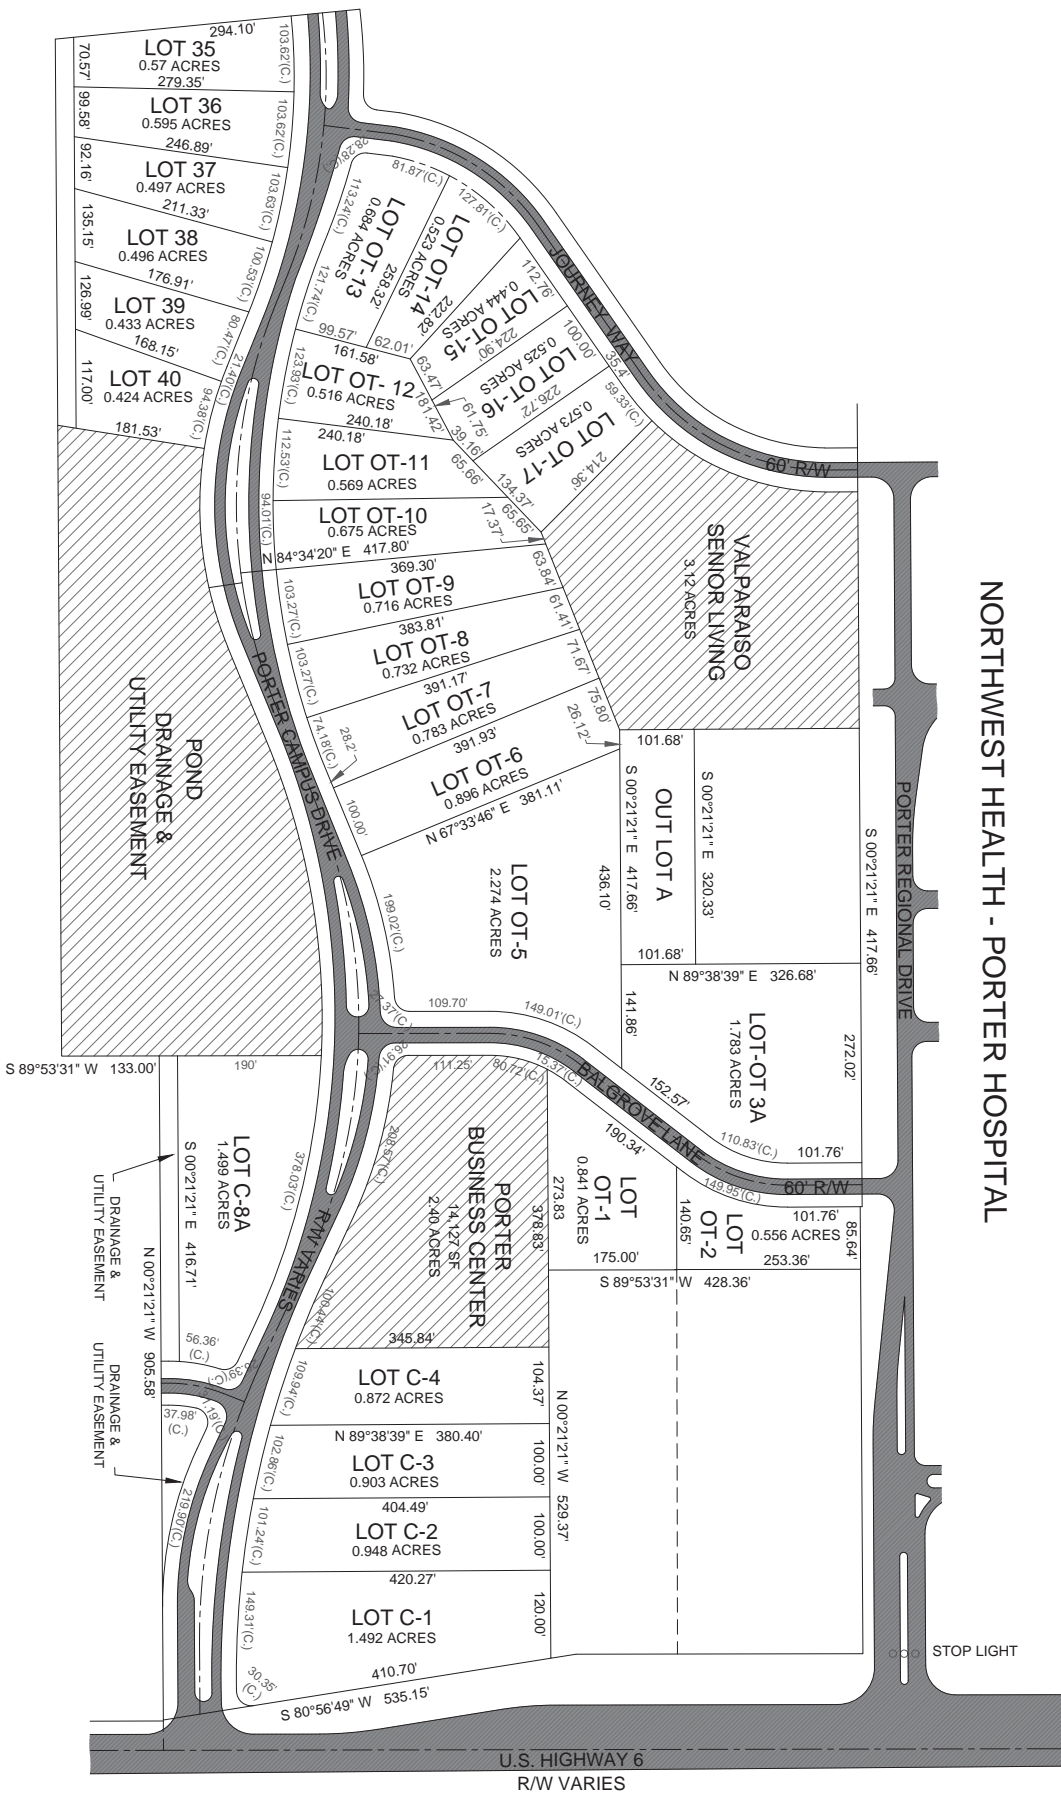 294.10'
LOT 35
0.57 ACRES
279.35'
70.57'
103.62'(C.)
LOT 36
0.595 ACRES
246.89'
99.58'
103.62'(C.)
LOT 37
0.497 ACRES
211.33'
92.16'
103.63'(C.)
LOT 38
0.496 ACRES
176.91'
135.15'
100.53'(C.)
LOT 39
0.433 ACRES
168.15'
126.99'
80.47'(C.)
21.40'(C.)
LOT 40
0.424 ACRES
181.53'
117.00'
94.38'(C.)
28.28'(C.)
81.87'(C.)
127.81'(C.)
113.24'(C.)
121.74'(C.)
LOT OT-13
0.684 ACRES
258.32'
LOT OT-14
0.523 ACRES
222.82'
LOT OT-15
0.444 ACRES
224.90'
112.76'
LOT OT-16
0.525 ACRES
226.72'
100.00'
LOT OT-17
0.573 ACRES
214.36'
35.4'
59.33'(C.)
JOURNEY WAY
60' R/W
99.57'
62.01'
161.58'
63.47'
181.42'
61.75'
39.16'
65.66'
134.37'
65.65'
17.37'
LOT OT- 12
0.516 ACRES
240.18'
123.93'(C.)
240.18'
LOT OT-11
0.569 ACRES
112.53'(C.)
LOT OT-10
0.675 ACRES
94.01'(C.)
N 84°34'20" E 417.80'
369.30'
LOT OT-9
0.716 ACRES
383.81'
63.84'
103.27'(C.)
LOT OT-8
0.732 ACRES
391.17'
61.41'
103.27'(C.)
LOT OT-7
0.783 ACRES
391.93'
71.67'
74.18'(C.)
28.2'
LOT OT-6
0.896 ACRES
N 67°33'46" E 381.11'
75.80'
26.12'
100.00'
VALPARAISO
SENIOR LIVING
3.12 ACRES
NORTHWEST HEALTH - PORTER HOSPITAL
PORTER REGIONAL DRIVE
POND
DRAINAGE &
UTILITY EASEMENT
PORTER CAMPUS DRIVE
101.68'
OUT LOT A
S 00°21'21" E 417.66'
S 00°21'21" E 320.33'
S 00°21'21" E 417.66'
436.10'
101.68'
LOT OT-5
2.274 ACRES
199.02'(C.)
N 89°38'39" E 326.68'
141.86'
LOT-OT 3A
1.783 ACRES
272.02'
27.37'(C.)
109.70'
149.01'(C.)
152.57'
110.83'(C.)
101.76'
BALGROVE LANE
60' R/W
26.91'(C.)
111.25'
80.72'(C.)
15.37'(C.)
190.34'
149.95'(C.)
101.76'
S 89°53'31" W 133.00'
190'
LOT C-8A
1.499 ACRES
S 00°21'21" E 416.71'
378.03'(C.)
DRAINAGE &
UTILITY EASEMENT
N 00°21'21" W 905.58'
PORTER
BUSINESS CENTER
14,127 SF
2.40 ACRES
208.57'(C.)
378.83'
273.83
LOT
OT-1
0.841 ACRES
175.00'
140.65'
LOT
OT-2
0.556 ACRES
253.36'
85.64'
S 89°53'31" W 428.36'
R/W VARIES
100.44'(C.)
345.84'
56.36'
(C.)
37.98'
(C.)
DRAINAGE &
UTILITY EASEMENT
219.90'(C.)
LOT C-4
0.872 ACRES
104.37'
109.94'(C.)
N 89°38'39" E 380.40'
LOT C-3
0.903 ACRES
404.49'
100.00'
102.86'(C.)
N 00°21'21" W 529.37'
LOT C-2
0.948 ACRES
420.27'
100.00'
101.24'(C.)
LOT C-1
1.492 ACRES
120.00'
149.31'(C.)
410.70'
30.35'
(C.)
S 80°56'49" W 535.15'
STOP LIGHT
U.S. HIGHWAY 6
R/W VARIES